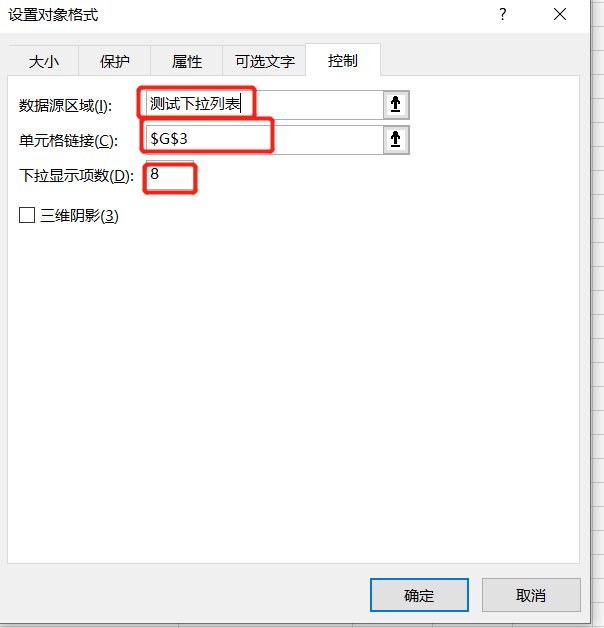 设置对象格式 ?
大小 保护 属性 可选文字 控制
数据源区域(I): 测试下拉列表
单元格链接(C): $G$3
下拉显示项数(D): 8
三维阴影(3)
确定 取消